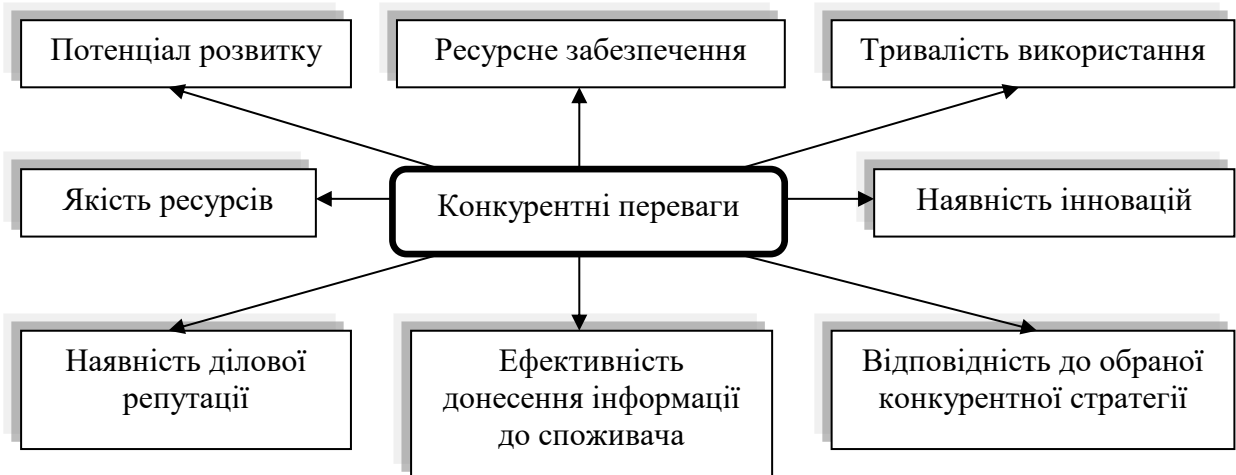 Потенціал розвитку
Ресурсне забезпечення
Тривалість використання
Якість ресурсів
Конкурентні переваги
Наявність інновацій
Наявність ділової
репутації
Ефективність
донесення інформації
до споживача
Відповідність до обраної
конкурентної стратегії